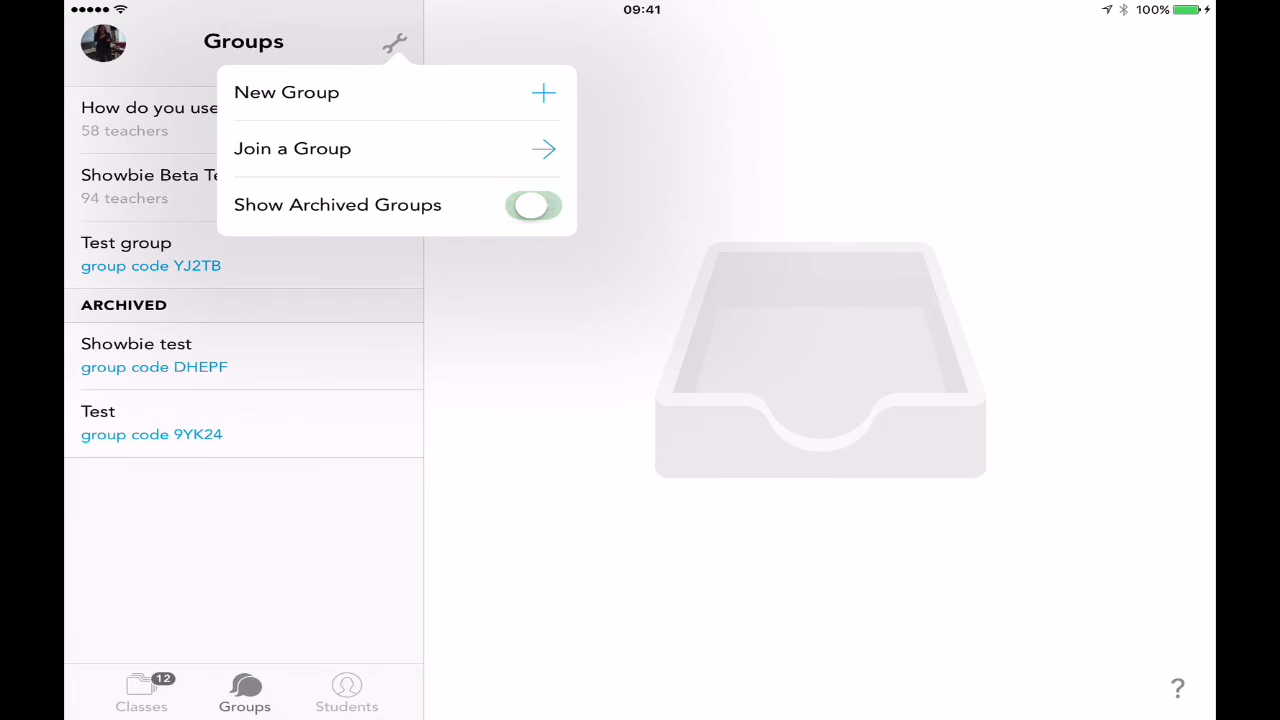 09:41
100%
Groups
New Group
Join a Group
Show Archived Groups
How do you use
58 teachers
Showbie Beta Te
94 teachers
Test group
group code YJ2TB
ARCHIVED
Showbie test
group code DHEPF
Test
group code 9YK24
12
Classes
Groups
Students
?